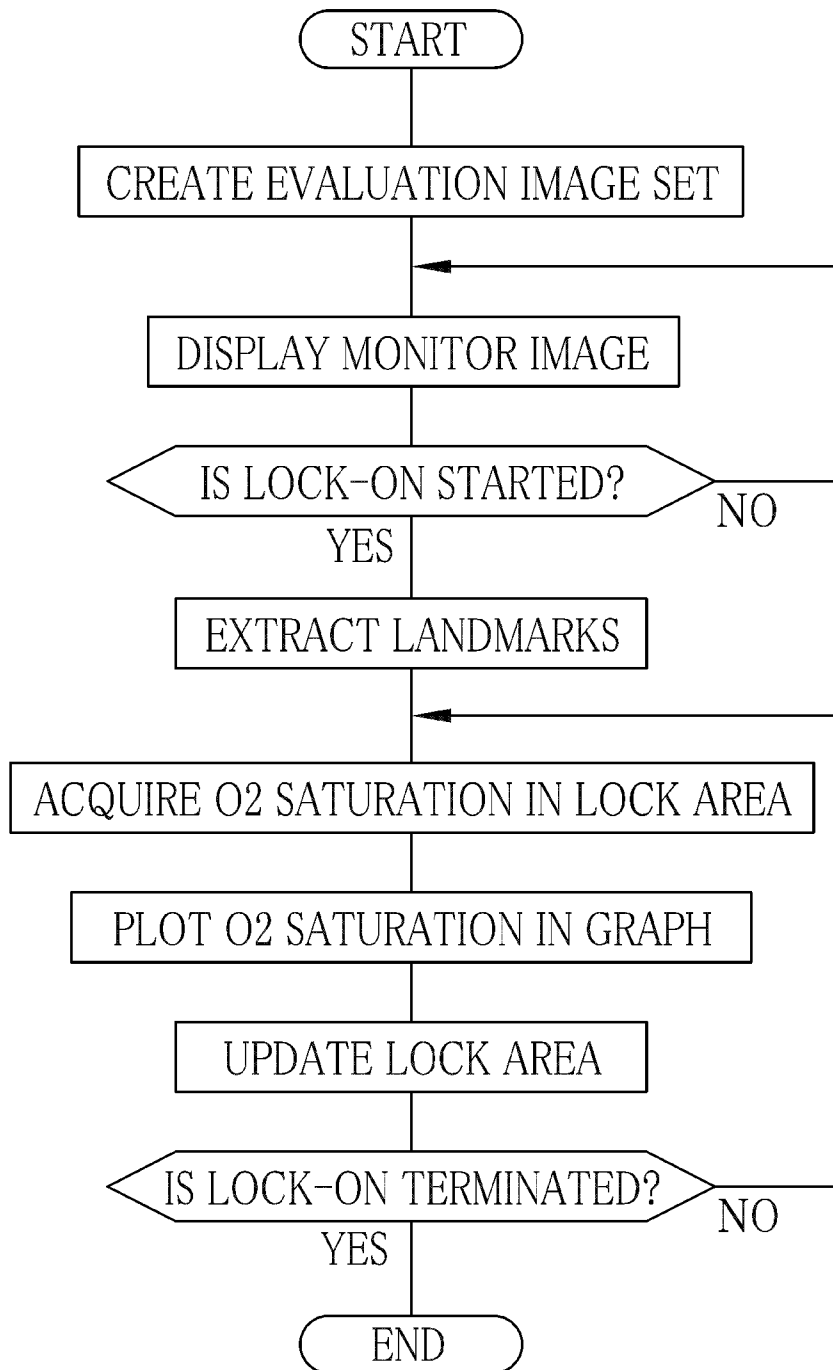 START
CREATE EVALUATION IMAGE SET
DISPLAY MONITOR IMAGE
IS LOCK-ON STARTED?
NO
YES
EXTRACT LANDMARKS
ACQUIRE O2 SATURATION IN LOCK AREA
PLOT O2 SATURATION IN GRAPH
UPDATE LOCK AREA
IS LOCK-ON TERMINATED?
NO
YES
END